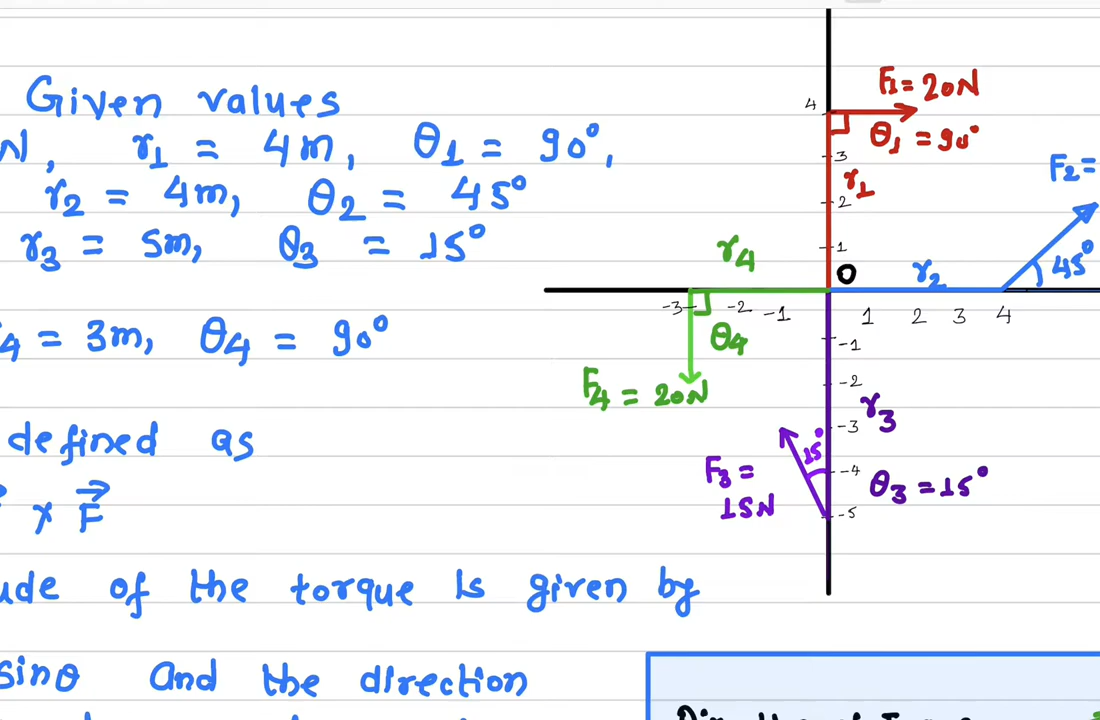 Given values
N, r1 = 4m, θ1 = 90°,
r2 = 4m, θ2 = 45°
r3 = 5m, θ3 = 15°
4 = 3m, θ4 = 90°
defined as
x F
ude of the torque is given by
sinθ and the direction
F1 = 20N
θ1 = 90°
r1
4
3
2
1
F2 =
45°
r2
O
r4
-3 -2 -1 1 2 3 4
θ4
F4 = 20N
-1
-2
-3
-4
-5
r3
15°
F3 =
15N
θ3 = 15°